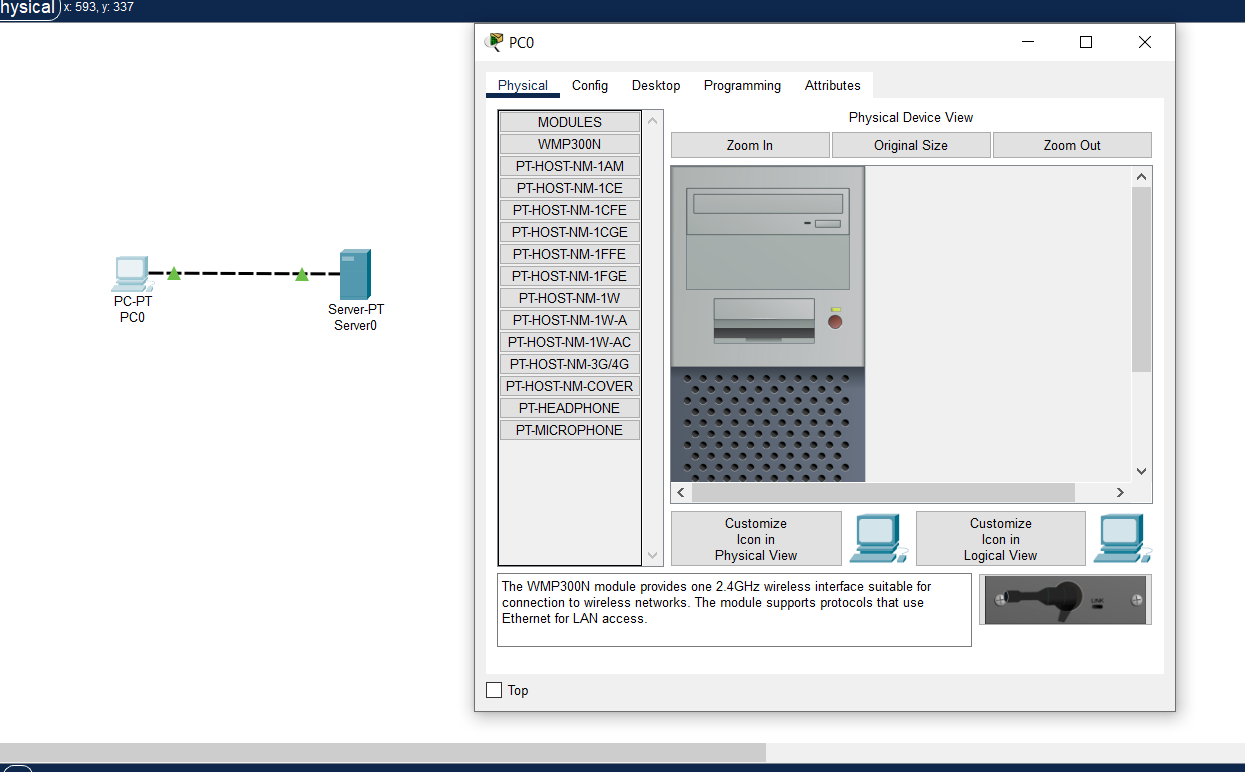 hysical x: 593, y: 337
PC0
Physical Config Desktop Programming Attributes
MODULES
WMP300N
PT-HOST-NM-1AM
PT-HOST-NM-1CE
PT-HOST-NM-1CFE
PT-HOST-NM-1CGE
PT-HOST-NM-1FFE
PT-HOST-NM-1FGE
PT-HOST-NM-1W
PT-HOST-NM-1W-A
PT-HOST-NM-1W-AC
PT-HOST-NM-3G/4G
PT-HOST-NM-COVER
PT-HEADPHONE
PT-MICROPHONE
Physical Device View
Zoom In Original Size Zoom Out
Customize
Icon in
Physical View
Customize
Icon in
Logical View
The WMP300N module provides one 2.4GHz wireless interface suitable for
connection to wireless networks. The module supports protocols that use
Ethernet for LAN access.
LINK
Top
PC-PT
PC0
Server-PT
Server0